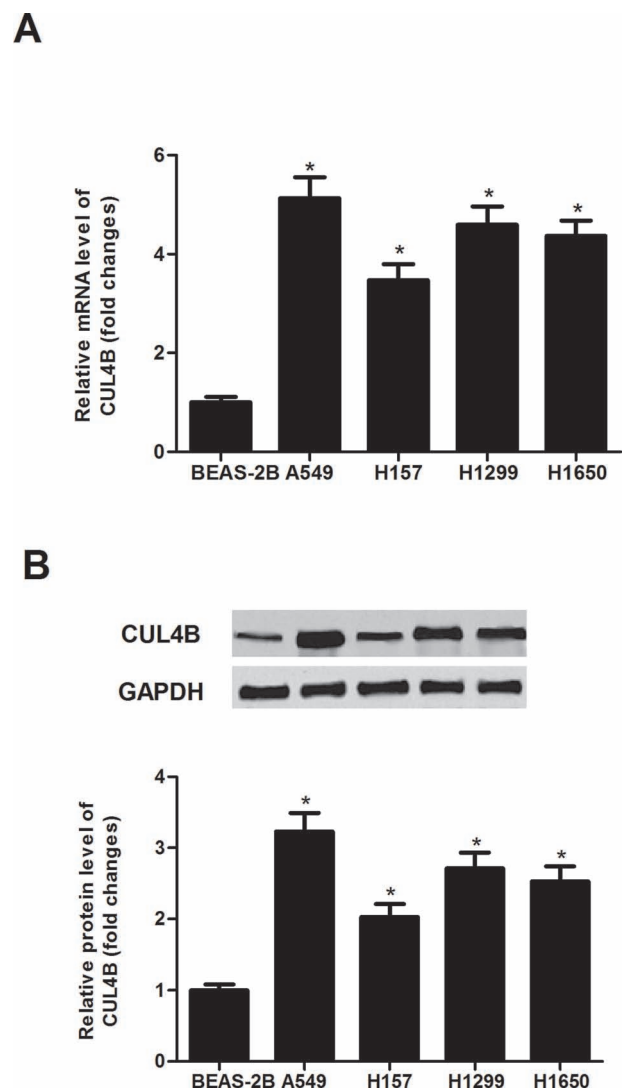 A
Relative mRNA level of
CUL4B (fold changes)
6
4
2
0
*
*
*
*
BEAS-2B A549 H157 H1299 H1650
B
CUL4B
GAPDH
Relative protein level of
CUL4B (fold changes)
4
3
2
1
0
*
*
*
*
BEAS-2B A549 H157 H1299 H1650